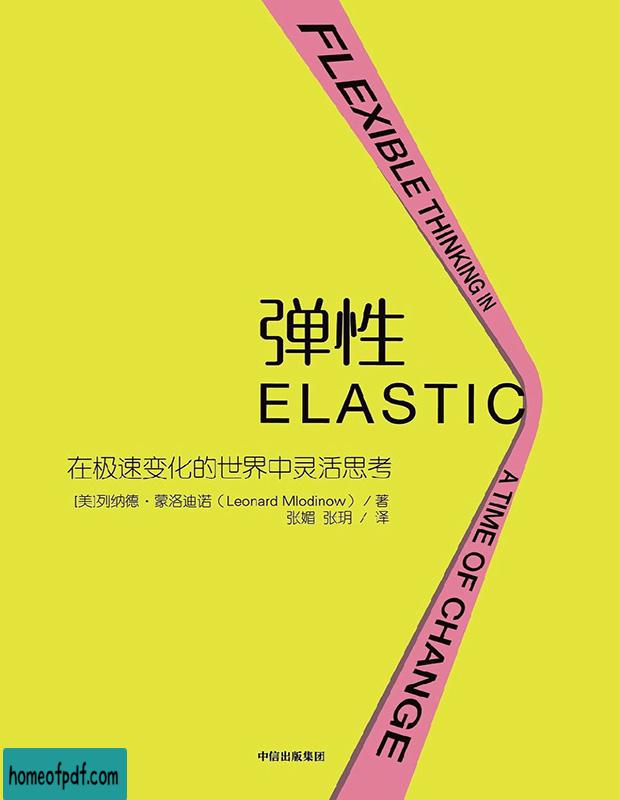 FLEXIBLE THINKING IN
弹性
ELASTIC
在极速变化的世界中灵活思考
[美]列纳德·蒙洛迪诺（Leonard Mlodinow）/ 著
张媚 张玥 / 译
A TIME OF CHANGE
中信出版集团
homeofpdf.com